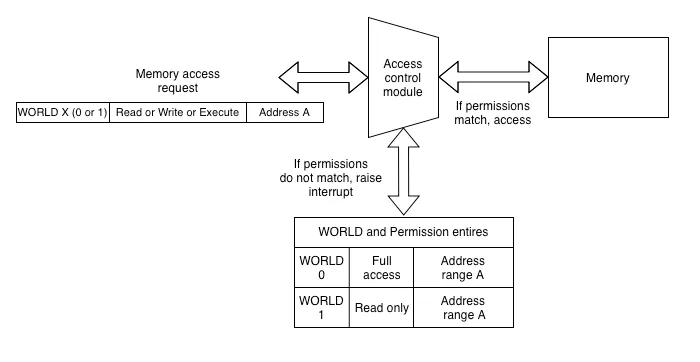 Memory access
request
WORLD X (0 or 1) Read or Write or Execute Address A
Access
control
module
Memory
If permissions
match, access
If permissions
do not match, raise
interrupt
WORLD and Permission entires
WORLD
0
Full
access
Address
range A
WORLD
1
Read only
Address
range A